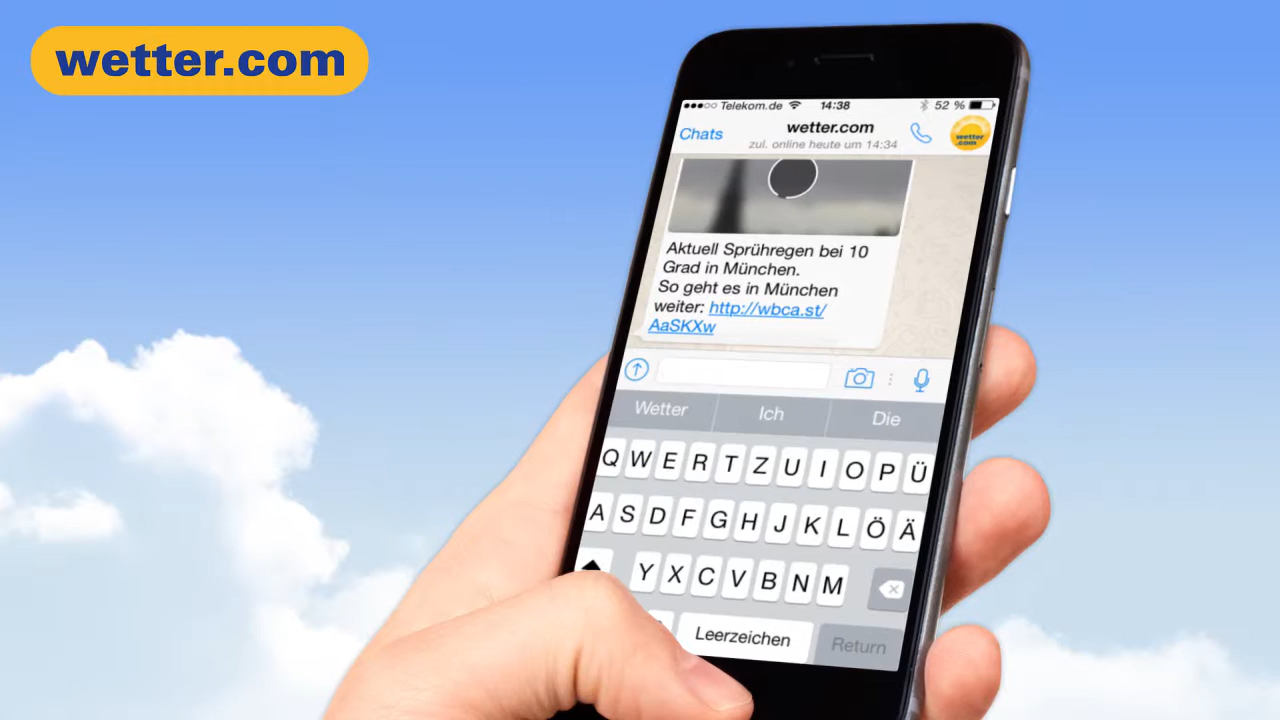 wetter.com
Telekom.de 14:38 52 %
Chats wetter.com
zul. online heute um 14:34
wetter
.com
Aktuell Sprühregen bei 10
Grad in München.
So geht es in München
weiter: http://wbca.st/
AaSKXw
Wetter Ich Die
Q W E R T Z U I O P Ü
A S D F G H J K L Ö Ä
Y X C V B N M
Leerzeichen Return